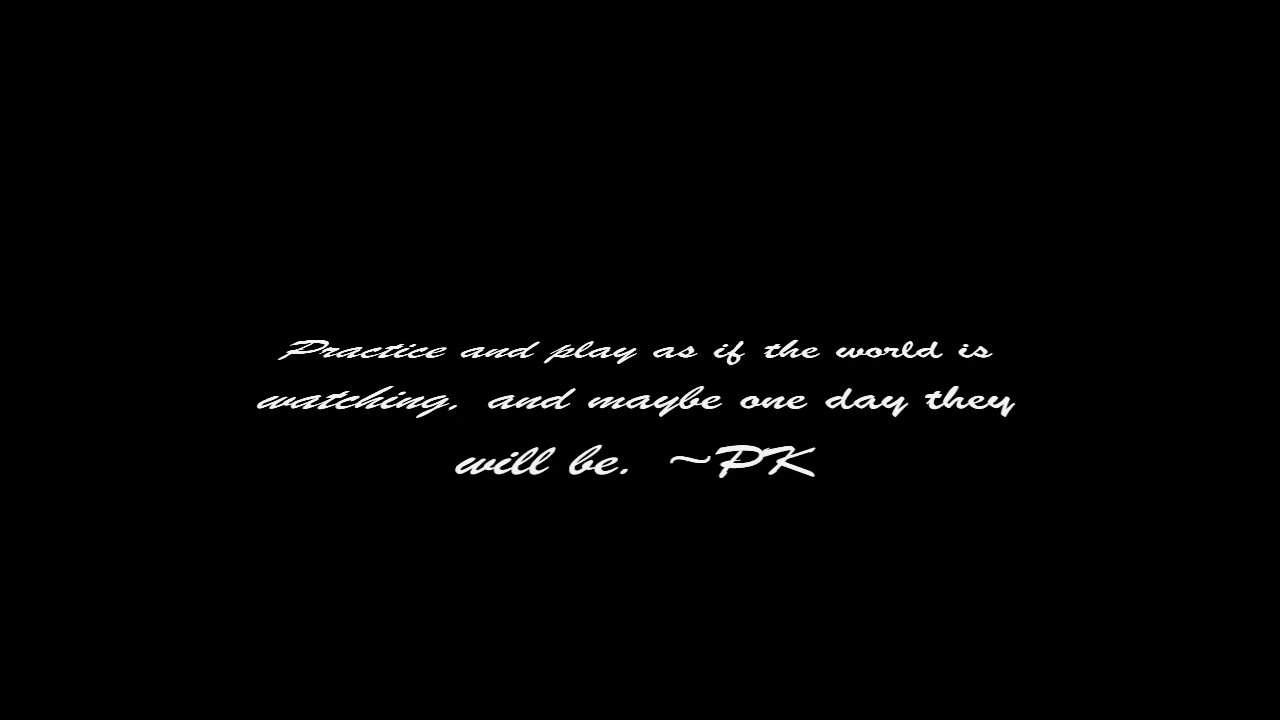 Practice and play as if the world is
watching, and maybe one day they
will be. ~PK